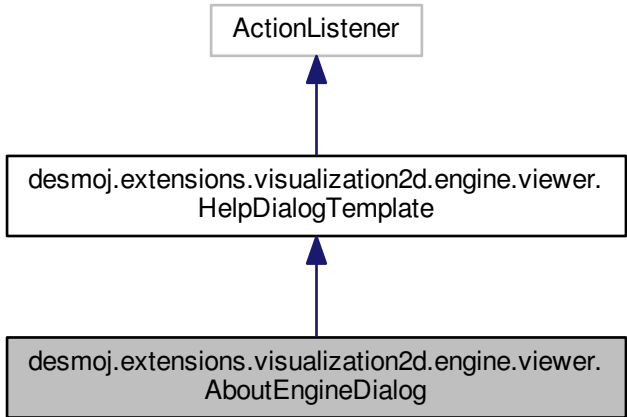 ActionListener
desmoj.extensions.visualization2d.engine.viewer.
HelpDialogTemplate
desmoj.extensions.visualization2d.engine.viewer.
AboutEngineDialog